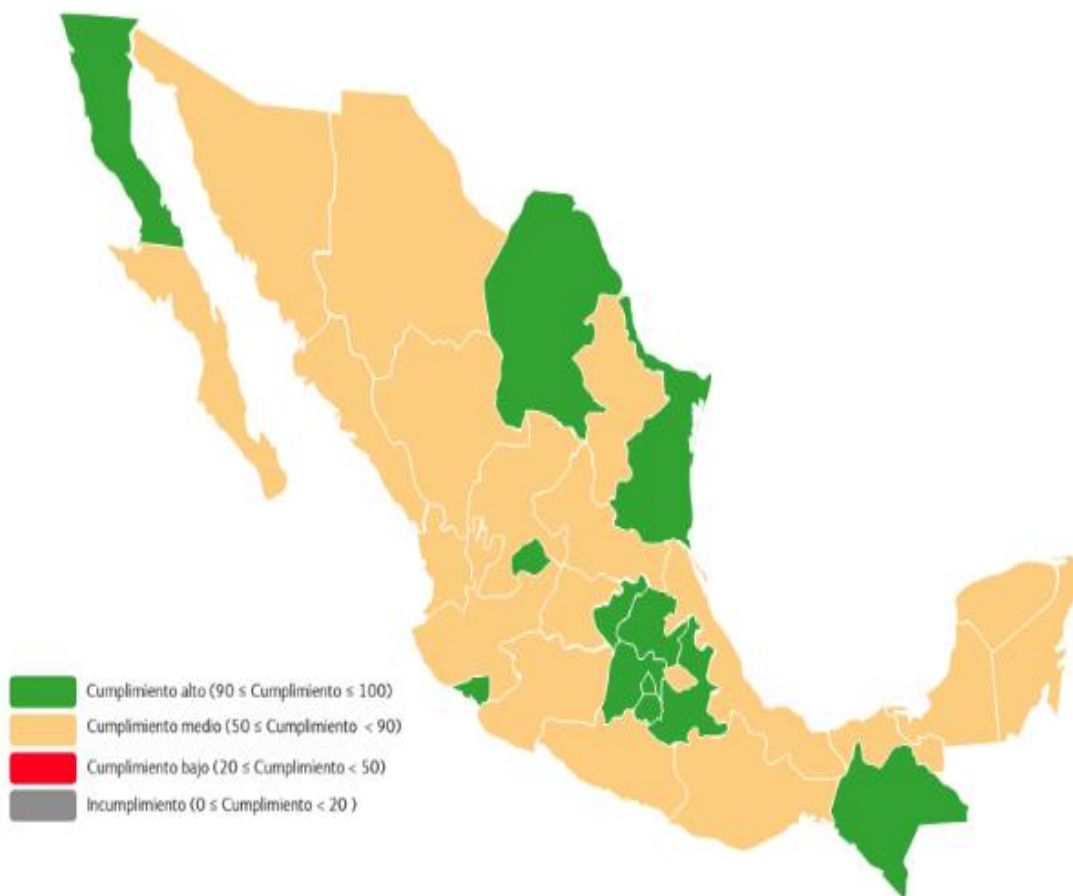 Cumplimiento alto (90 ≤ Cumplimiento ≤ 100)
Cumplimiento medio (50 ≤ Cumplimiento < 90)
Cumplimiento bajo (20 ≤ Cumplimiento < 50)
Incumplimiento (0 ≤ Cumplimiento < 20 )